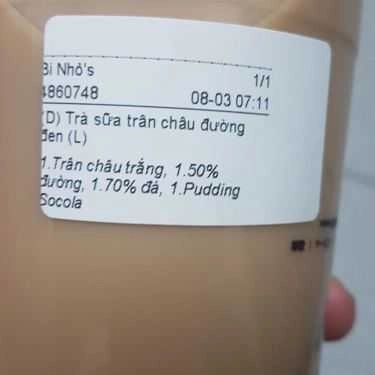 Bi Nhỏ's
1/1
4860748 08-03 07:11
(D) Trà sữa trân châu đường
đen (L)
1.Trân châu trắng, 1.50%
đường, 1.70% đá, 1.Pudding
Socola